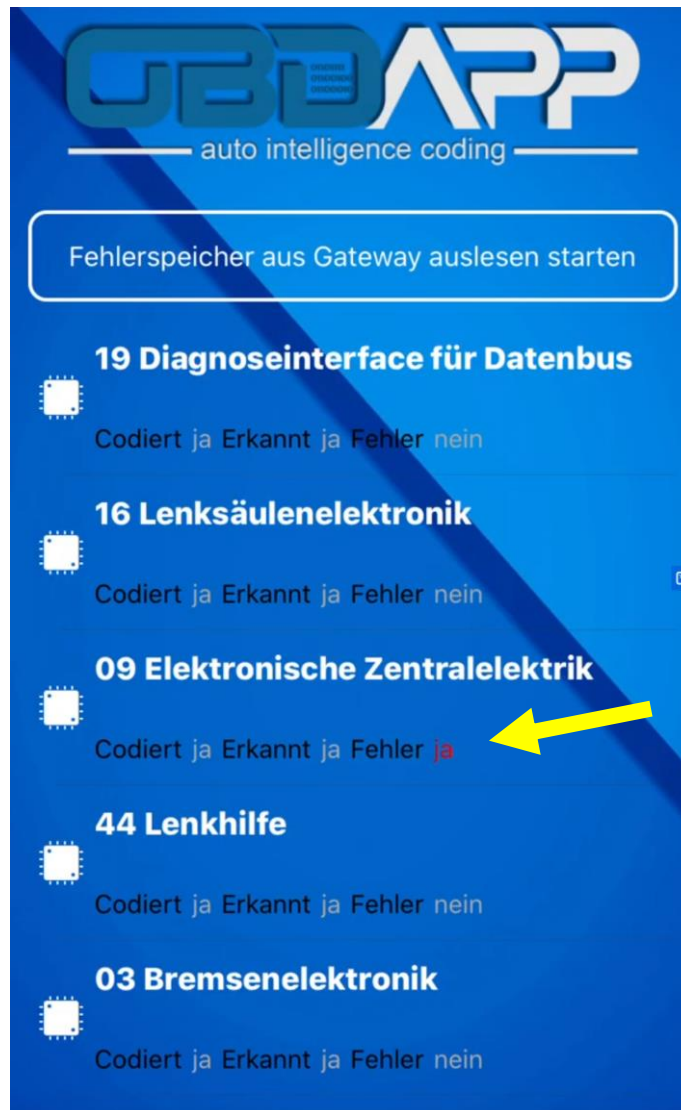 OBDAPP
auto intelligence coding
Fehlerspeicher aus Gateway auslesen starten
19 Diagnoseinterface für Datenbus
Codiert ja Erkannt ja Fehler nein
16 Lenksäulenelektronik
Codiert ja Erkannt ja Fehler nein
09 Elektronische Zentralelektrik
Codiert ja Erkannt ja Fehler ja
44 Lenkhilfe
Codiert ja Erkannt ja Fehler nein
03 Bremsenelektronik
Codiert ja Erkannt ja Fehler nein